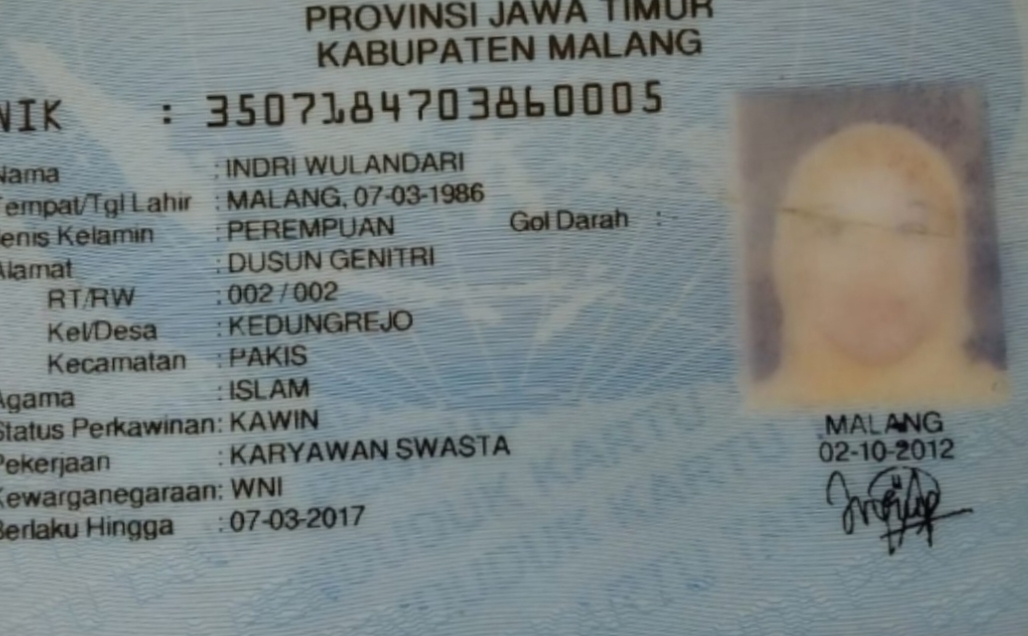 PROVINSI JAWA TIMUR
KABUPATEN MALANG
NIK : 3507184703860005
Nama : INDRI WULANDARI
Tempat/Tgl Lahir : MALANG, 07-03-1986
Jenis Kelamin : PEREMPUAN Gol Darah : -
Alamat : DUSUN GENITRI
RT/RW : 002 / 002
Kel/Desa : KEDUNGREJO
Kecamatan : PAKIS
Agama : ISLAM
Status Perkawinan: KAWIN
Pekerjaan : KARYAWAN SWASTA
Kewarganegaraan: WNI
Berlaku Hingga : 07-03-2017
MALANG
02-10-2012